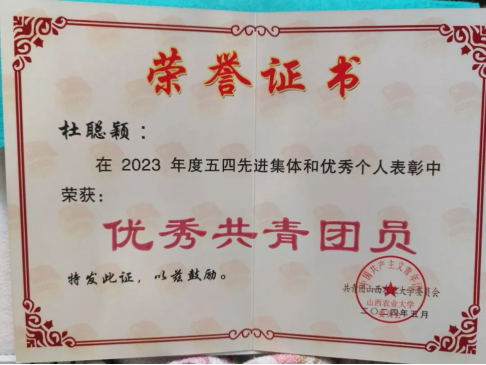 荣誉证书
杜聪颖：
在 2023 年度五四先进集体和优秀个人表彰中
荣获：
优秀共青团员
特发此证，以兹鼓励。
共青团山西农业大学委员会
山西农业大学
二〇二四年五月